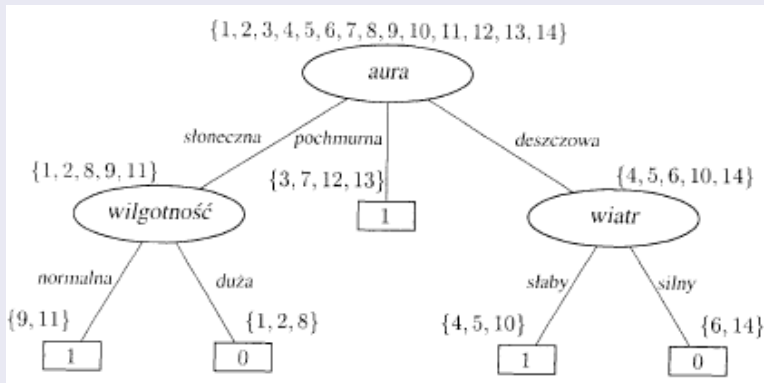 {1, 2, 3, 4, 5, 6, 7, 8, 9, 10, 11, 12, 13, 14}
aura
słoneczna pochmurna deszczowa
{1, 2, 8, 9, 11} {3, 7, 12, 13} {4, 5, 6, 10, 14}
wilgotność 1 wiatr
normalna duża słaby silny
{9, 11} {1, 2, 8} {4, 5, 10} {6, 14}
1 0 1 0